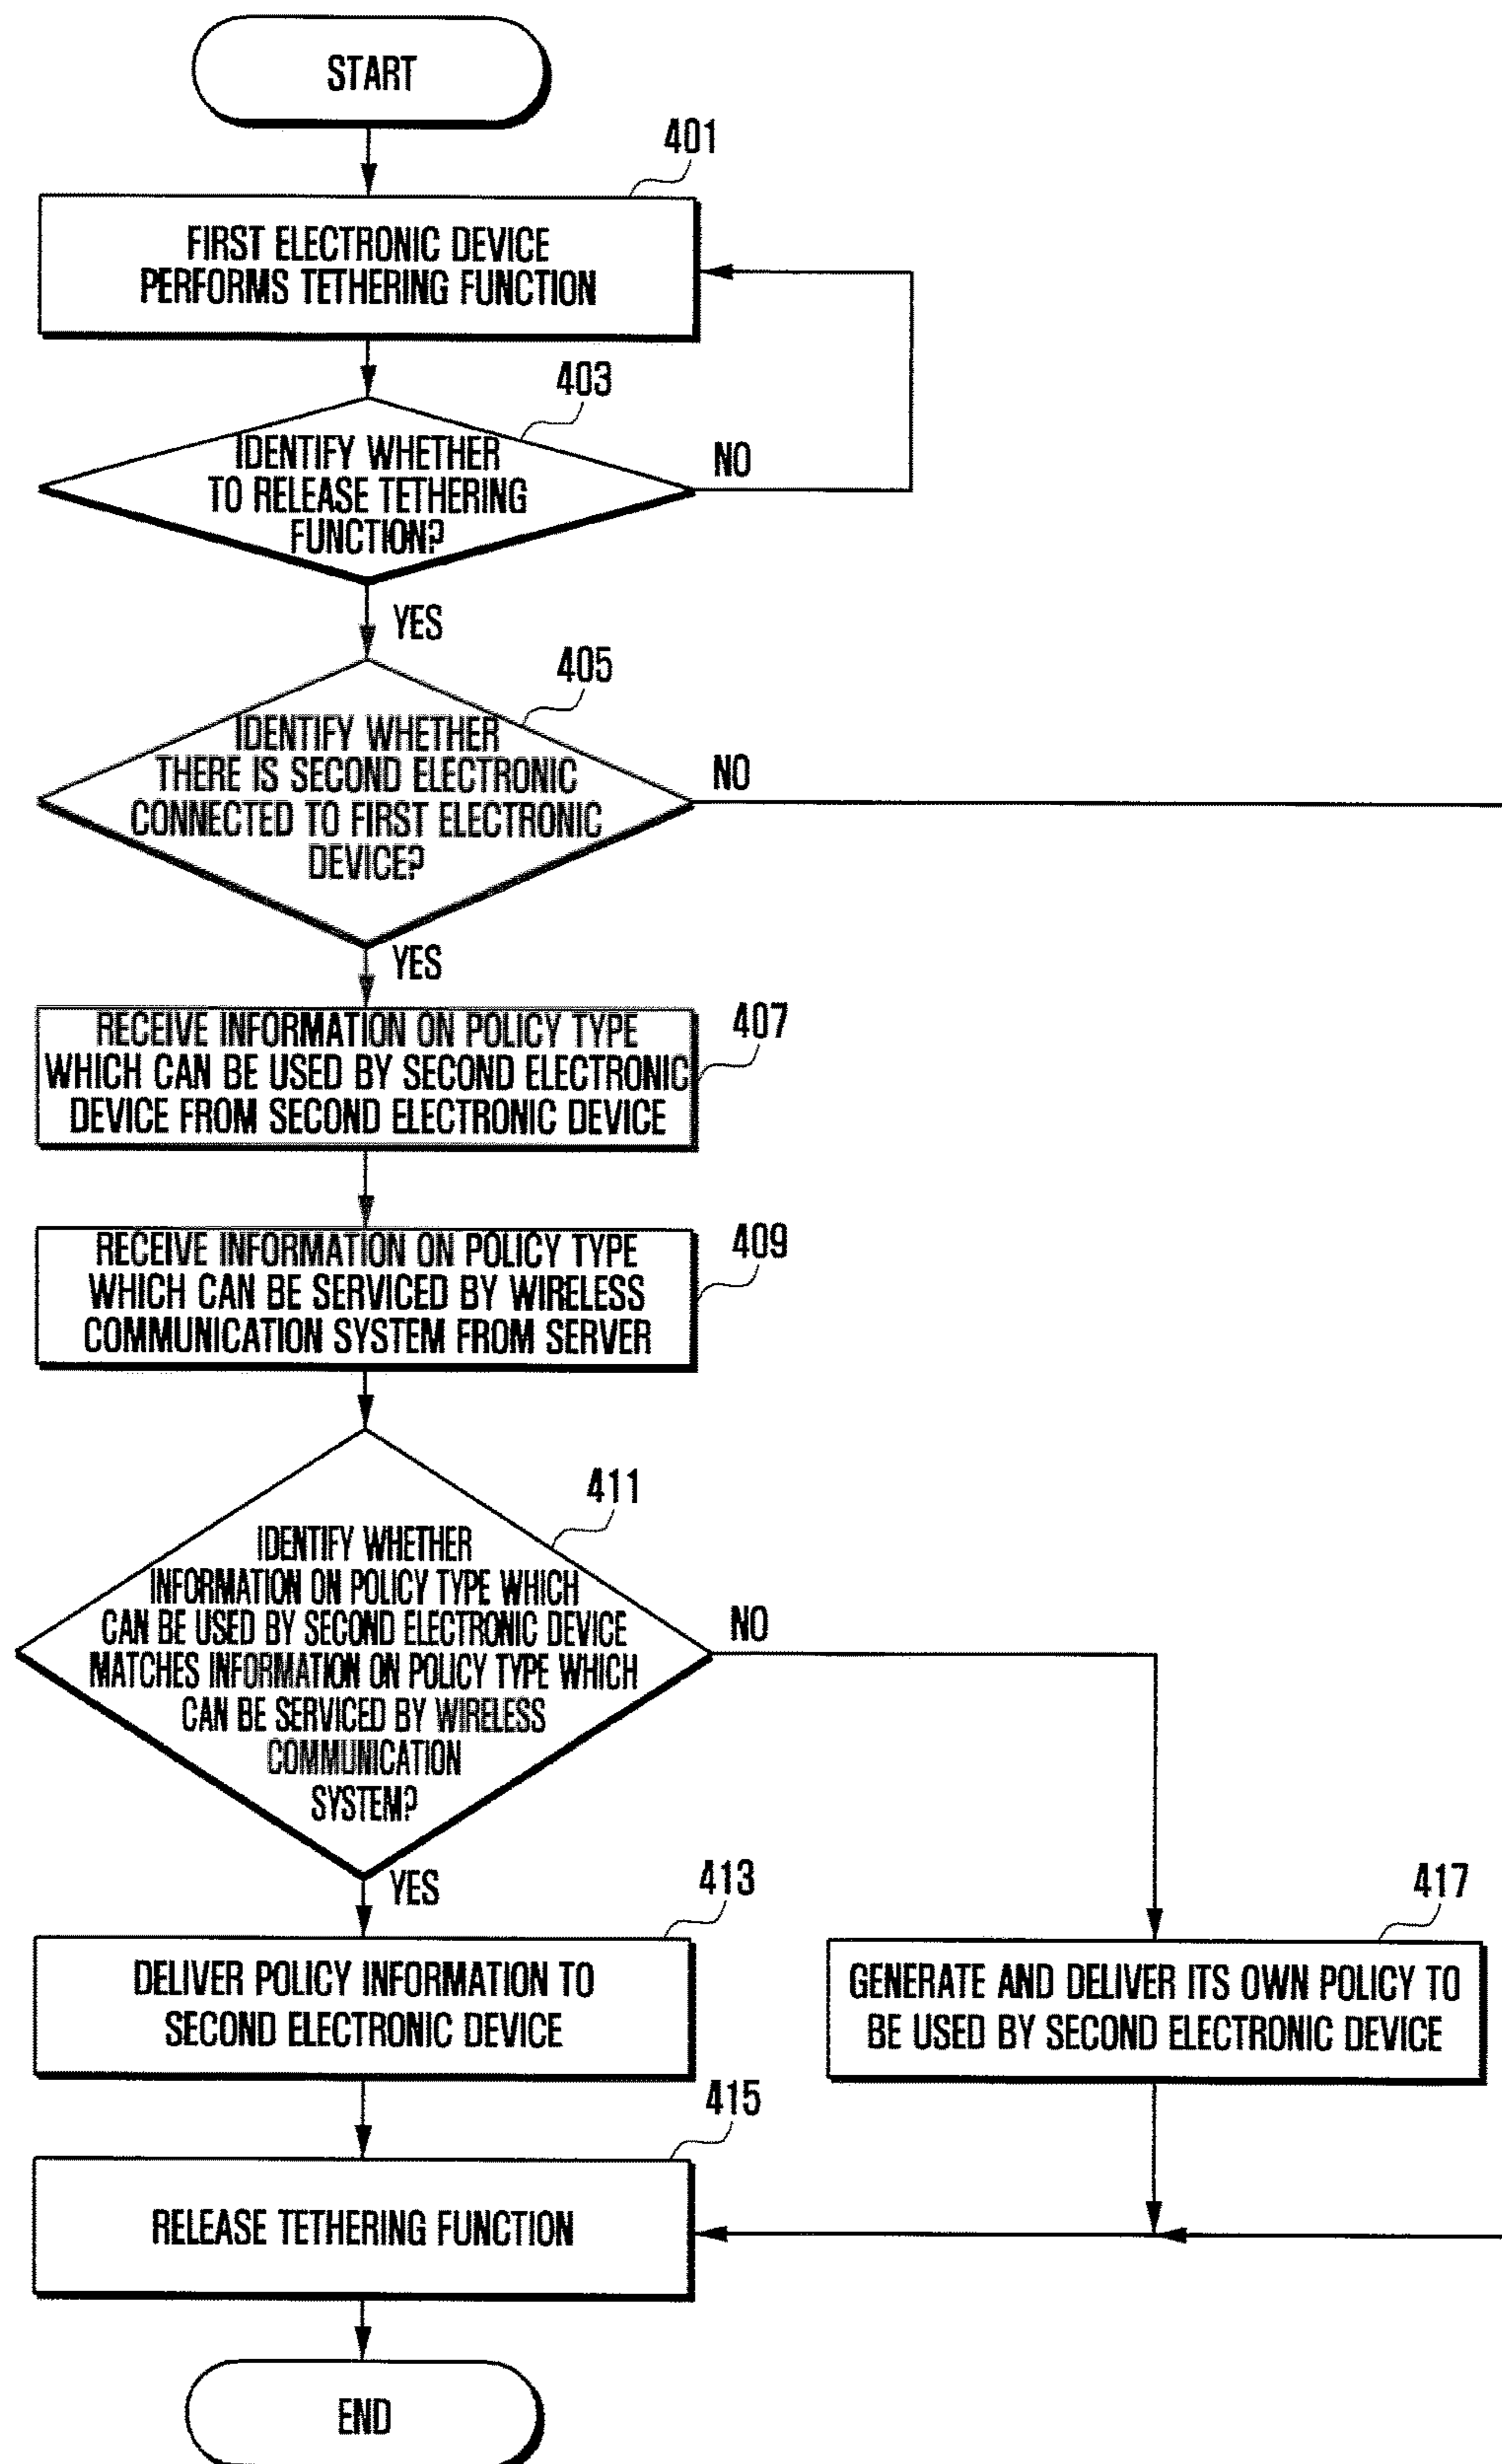 START
401
FIRST ELECTRONIC DEVICE
PERFORMS TETHERING FUNCTION
403
IDENTIFY WHETHER
TO RELEASE TETHERING
FUNCTION?
NO
YES
405
IDENTIFY WHETHER
THERE IS SECOND ELECTRONIC
CONNECTED TO FIRST ELECTRONIC
DEVICE?
NO
YES
407
RECEIVE INFORMATION ON POLICY TYPE
WHICH CAN BE USED BY SECOND ELECTRONIC
DEVICE FROM SECOND ELECTRONIC DEVICE
409
RECEIVE INFORMATION ON POLICY TYPE
WHICH CAN BE SERVICED BY WIRELESS
COMMUNICATION SYSTEM FROM SERVER
411
IDENTIFY WHETHER
INFORMATION ON POLICY TYPE WHICH
CAN BE USED BY SECOND ELECTRONIC DEVICE
MATCHES INFORMATION ON POLICY TYPE WHICH
CAN BE SERVICED BY WIRELESS
COMMUNICATION
SYSTEM?
NO
YES
413
DELIVER POLICY INFORMATION TO
SECOND ELECTRONIC DEVICE
417
GENERATE AND DELIVER ITS OWN POLICY TO
BE USED BY SECOND ELECTRONIC DEVICE
415
RELEASE TETHERING FUNCTION
END